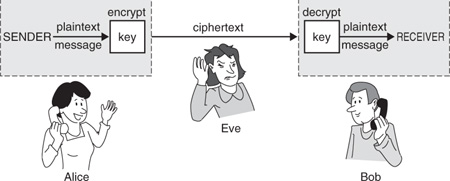 encrypt
decrypt
SENDER
plaintext
message
key
ciphertext
key
plaintext
message
RECEIVER
Eve
Alice
Bob